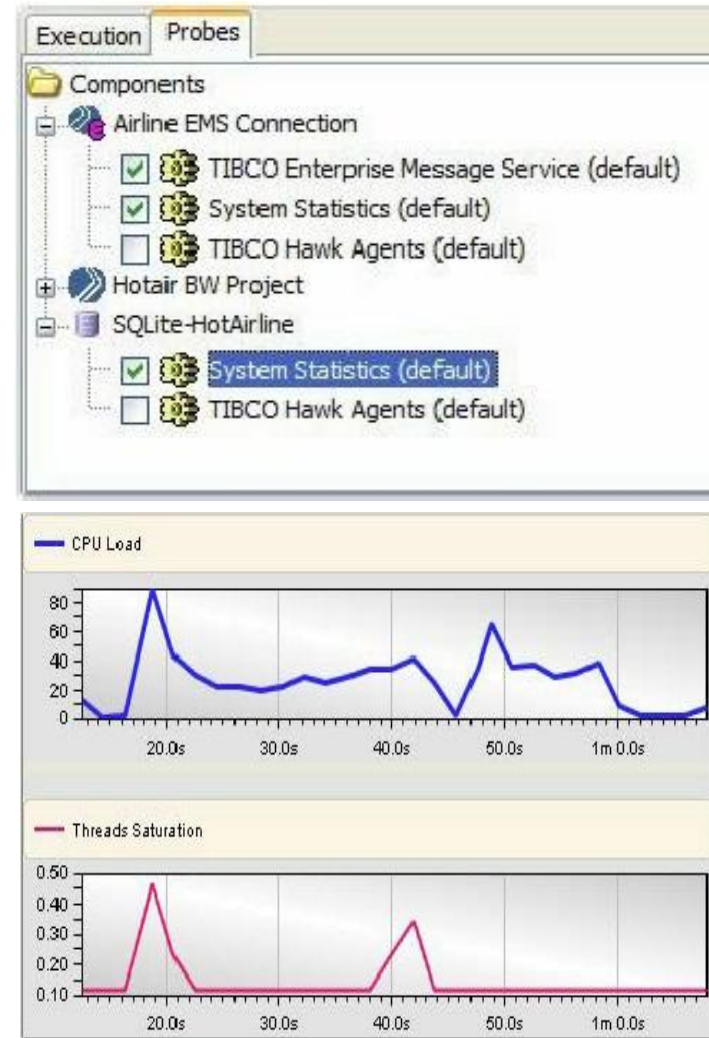 Execution Probes
Components
Airline EMS Connection
TIBCO Enterprise Message Service (default)
System Statistics (default)
TIBCO Hawk Agents (default)
Hotair BW Project
SQLite-HotAirline
System Statistics (default)
TIBCO Hawk Agents (default)
CPU Load
80
60
40
20
0
20.0s 30.0s 40.0s 50.0s 1m 0.0s
Threads Saturation
0.50
0.40
0.30
0.20
0.10
20.0s 30.0s 40.0s 50.0s 1m 0.0s